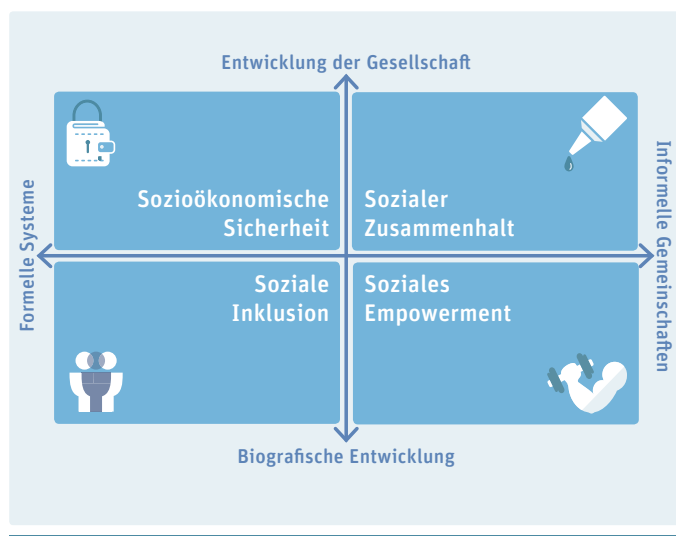 Entwicklung der Gesellschaft
Formelle Systeme
Sozioökonomische
Sicherheit
Sozialer
Zusammenhalt
Informelle Gemeinschaften
Soziale
Inklusion
Soziales
Empowerment
Biografische Entwicklung